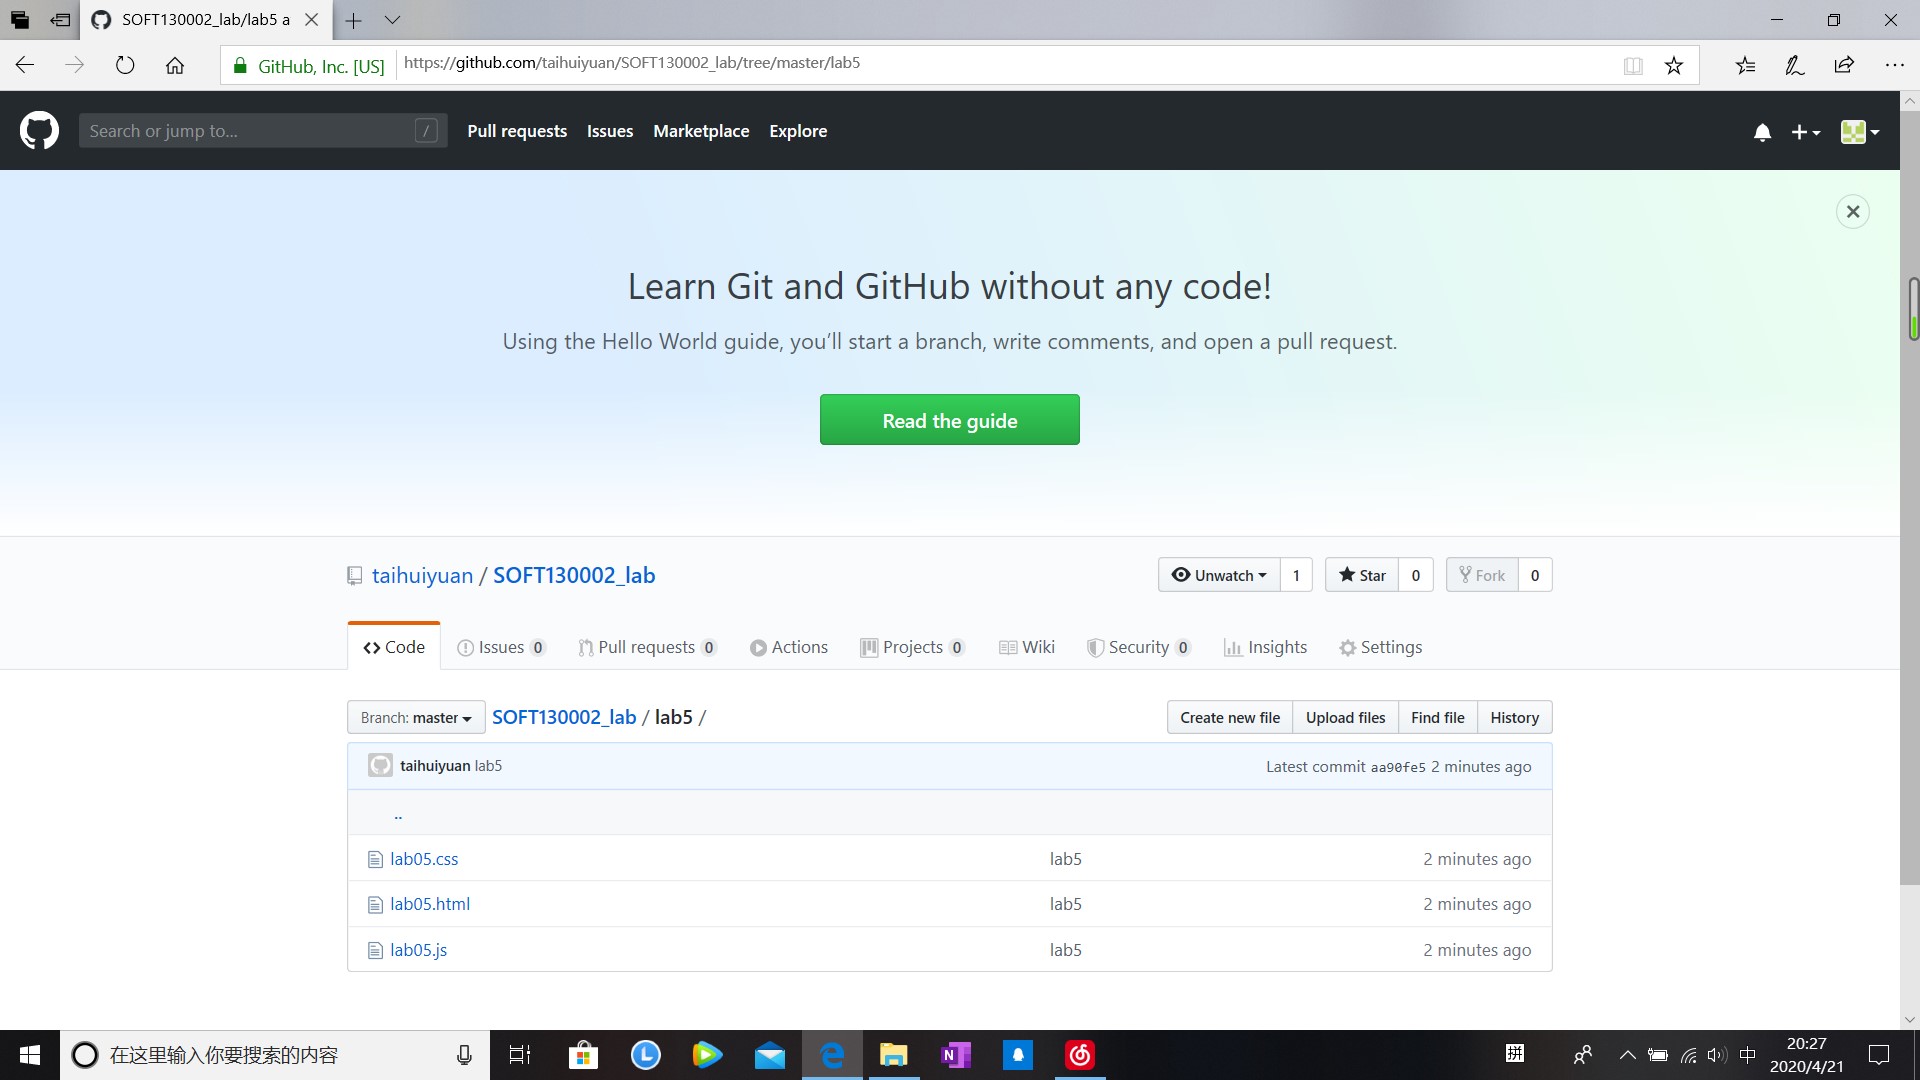 SOFT130002_lab/lab5 a
GitHub, Inc. [US] https://github.com/taihuiyuan/SOFT130002_lab/tree/master/lab5
Search or jump to... / Pull requests Issues Marketplace Explore
Learn Git and GitHub without any code!
Using the Hello World guide, you’ll start a branch, write comments, and open a pull request.
Read the guide
taihuiyuan / SOFT130002_lab Unwatch 1 Star 0 Fork 0
Code Issues 0 Pull requests 0 Actions Projects 0 Wiki Security 0 Insights Settings
Branch: master SOFT130002_lab / lab5 / Create new file Upload files Find file History
taihuiyuan lab5 Latest commit aa90fe5 2 minutes ago
..
lab05.css lab5 2 minutes ago
lab05.html lab5 2 minutes ago
lab05.js lab5 2 minutes ago
在这里输入你要搜索的内容 N 拼 中 20:27
2020/4/21